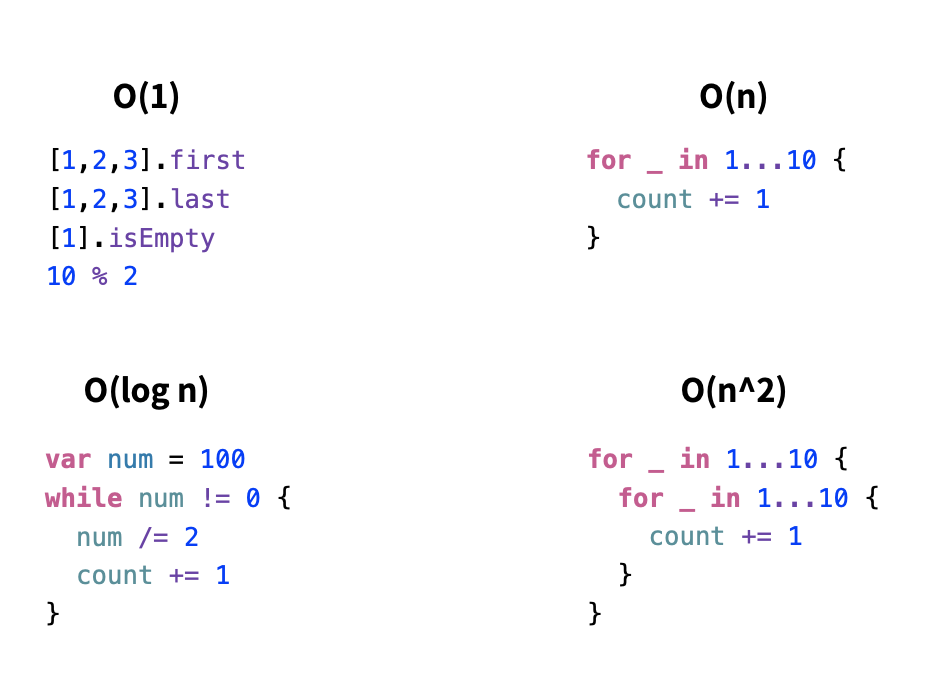 O(1)
[1,2,3].first
[1,2,3].last
[1].isEmpty
10 % 2
O(n)
for _ in 1...10 {
  count += 1
}
O(log n)
var num = 100
while num != 0 {
  num /= 2
  count += 1
}
O(n^2)
for _ in 1...10 {
  for _ in 1...10 {
    count += 1
  }
}